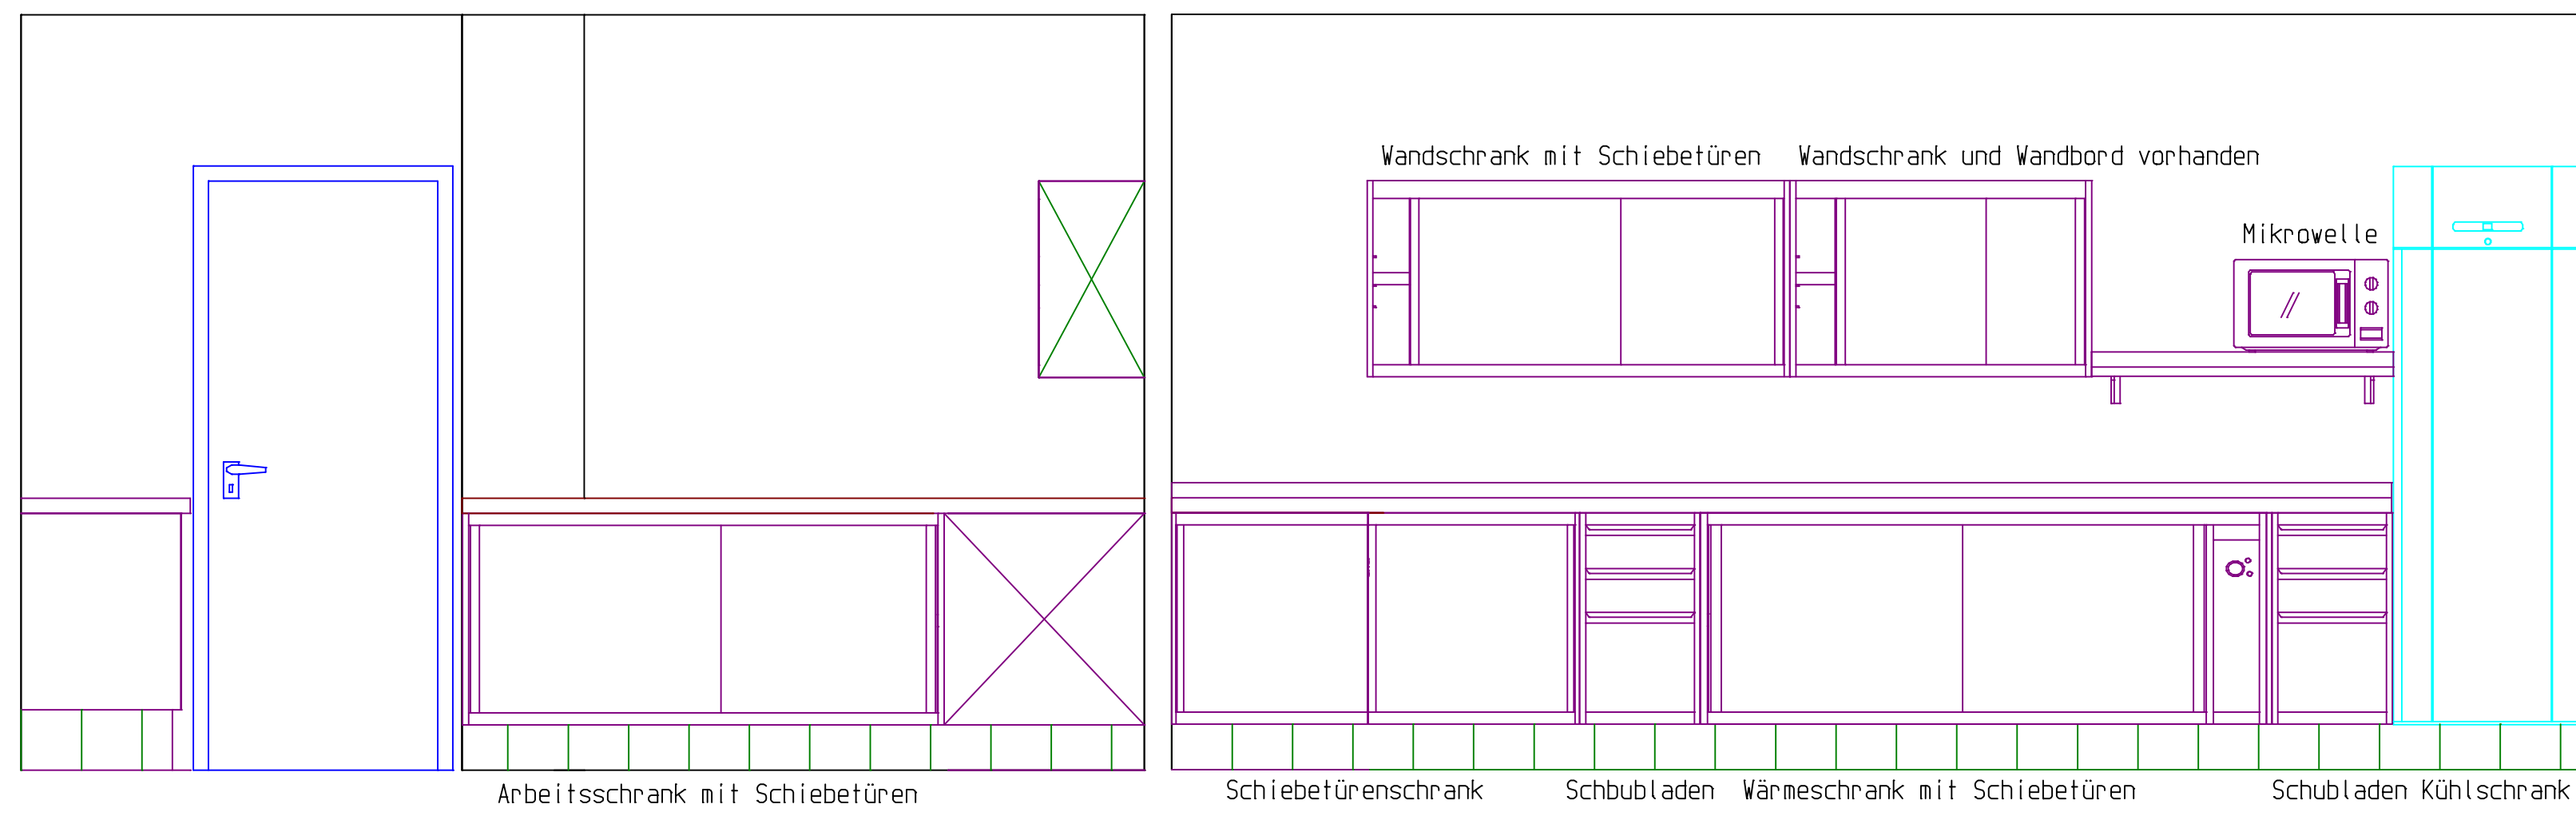 Wandschrank mit Schiebetüren
Wandschrank und Wandbord vorhanden
Mikrowelle
Arbeitsschrank mit Schiebetüren
Schiebetürenschrank
Schbubladen
Wärmeschrank mit Schiebetüren
Schubladen
Kühlschrank